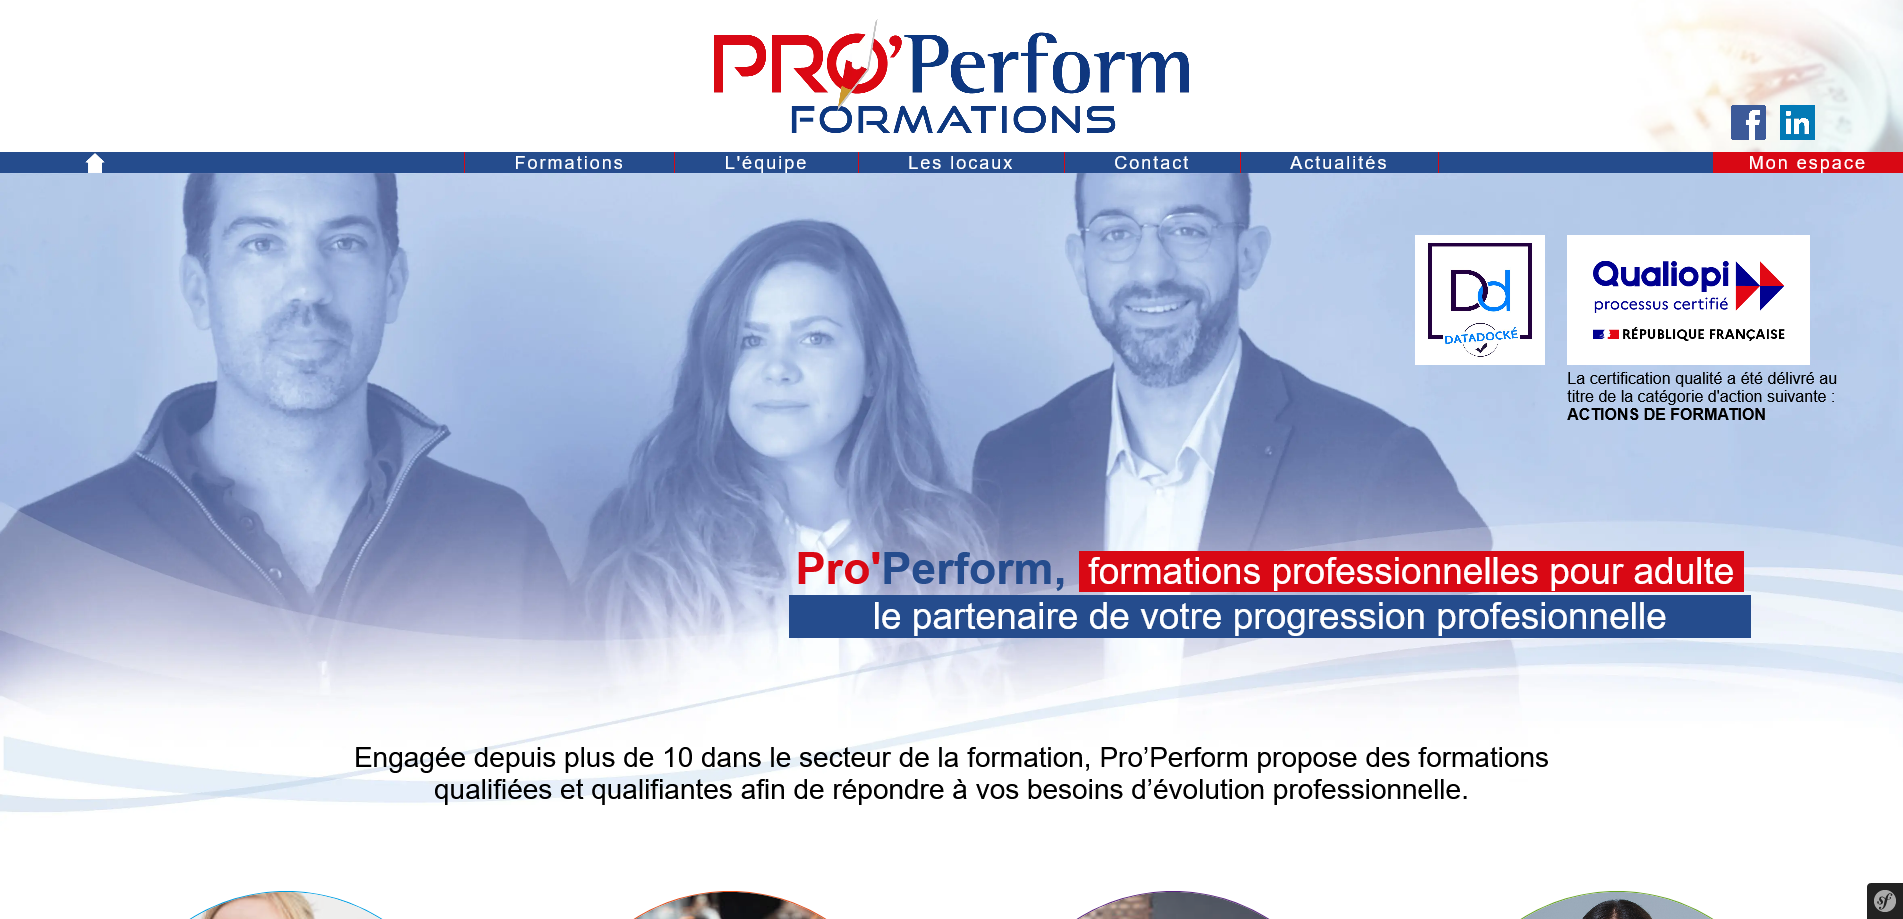 PRO'Perform
FORMATIONS
Formations
L'équipe
Les locaux
Contact
Actualités
Mon espace
Dd
DATADOCKÉ
Qualiopi
processus certifié
RÉPUBLIQUE FRANÇAISE
La certification qualité a été délivré au
titre de la catégorie d'action suivante :
ACTIONS DE FORMATION
Pro'Perform, formations professionnelles pour adulte
le partenaire de votre progression profesionnelle
Engagée depuis plus de 10 dans le secteur de la formation, Pro’Perform propose des formations
qualifiées et qualifiantes afin de répondre à vos besoins d’évolution professionnelle.